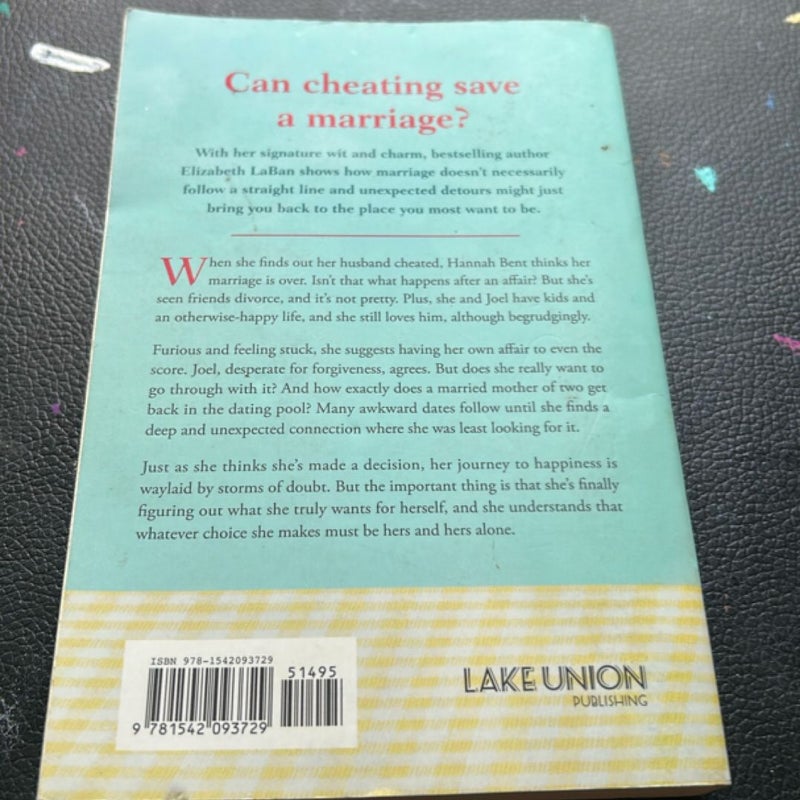 Can cheating save
a marriage?
With her signature wit and charm, bestselling author
Elizabeth LaBan shows how marriage doesn't necessarily
follow a straight line and unexpected detours might just
bring you back to the place you most want to be.
When she finds out her husband cheated, Hannah Bent thinks her
marriage is over. Isn't that what happens after an affair? But she's
seen friends divorce, and it's not pretty. Plus, she and Joel have kids and
an otherwise-happy life, and she still loves him, although begrudgingly.
Furious and feeling stuck, she suggests having her own affair to even the
score. Joel, desperate for forgiveness, agrees. But does she really want to
go through with it? And how exactly does a married mother of two get
back in the dating pool? Many awkward dates follow until she finds a
deep and unexpected connection where she was least looking for it.
Just as she thinks she's made a decision, her journey to happiness is
waylaid by storms of doubt. But the important thing is that she's finally
figuring out what she truly wants for herself, and she understands that
whatever choice she makes must be hers and hers alone.
ISBN 978-1542093729
51495
9 781542 093729
LAKE UNION
PUBLISHING